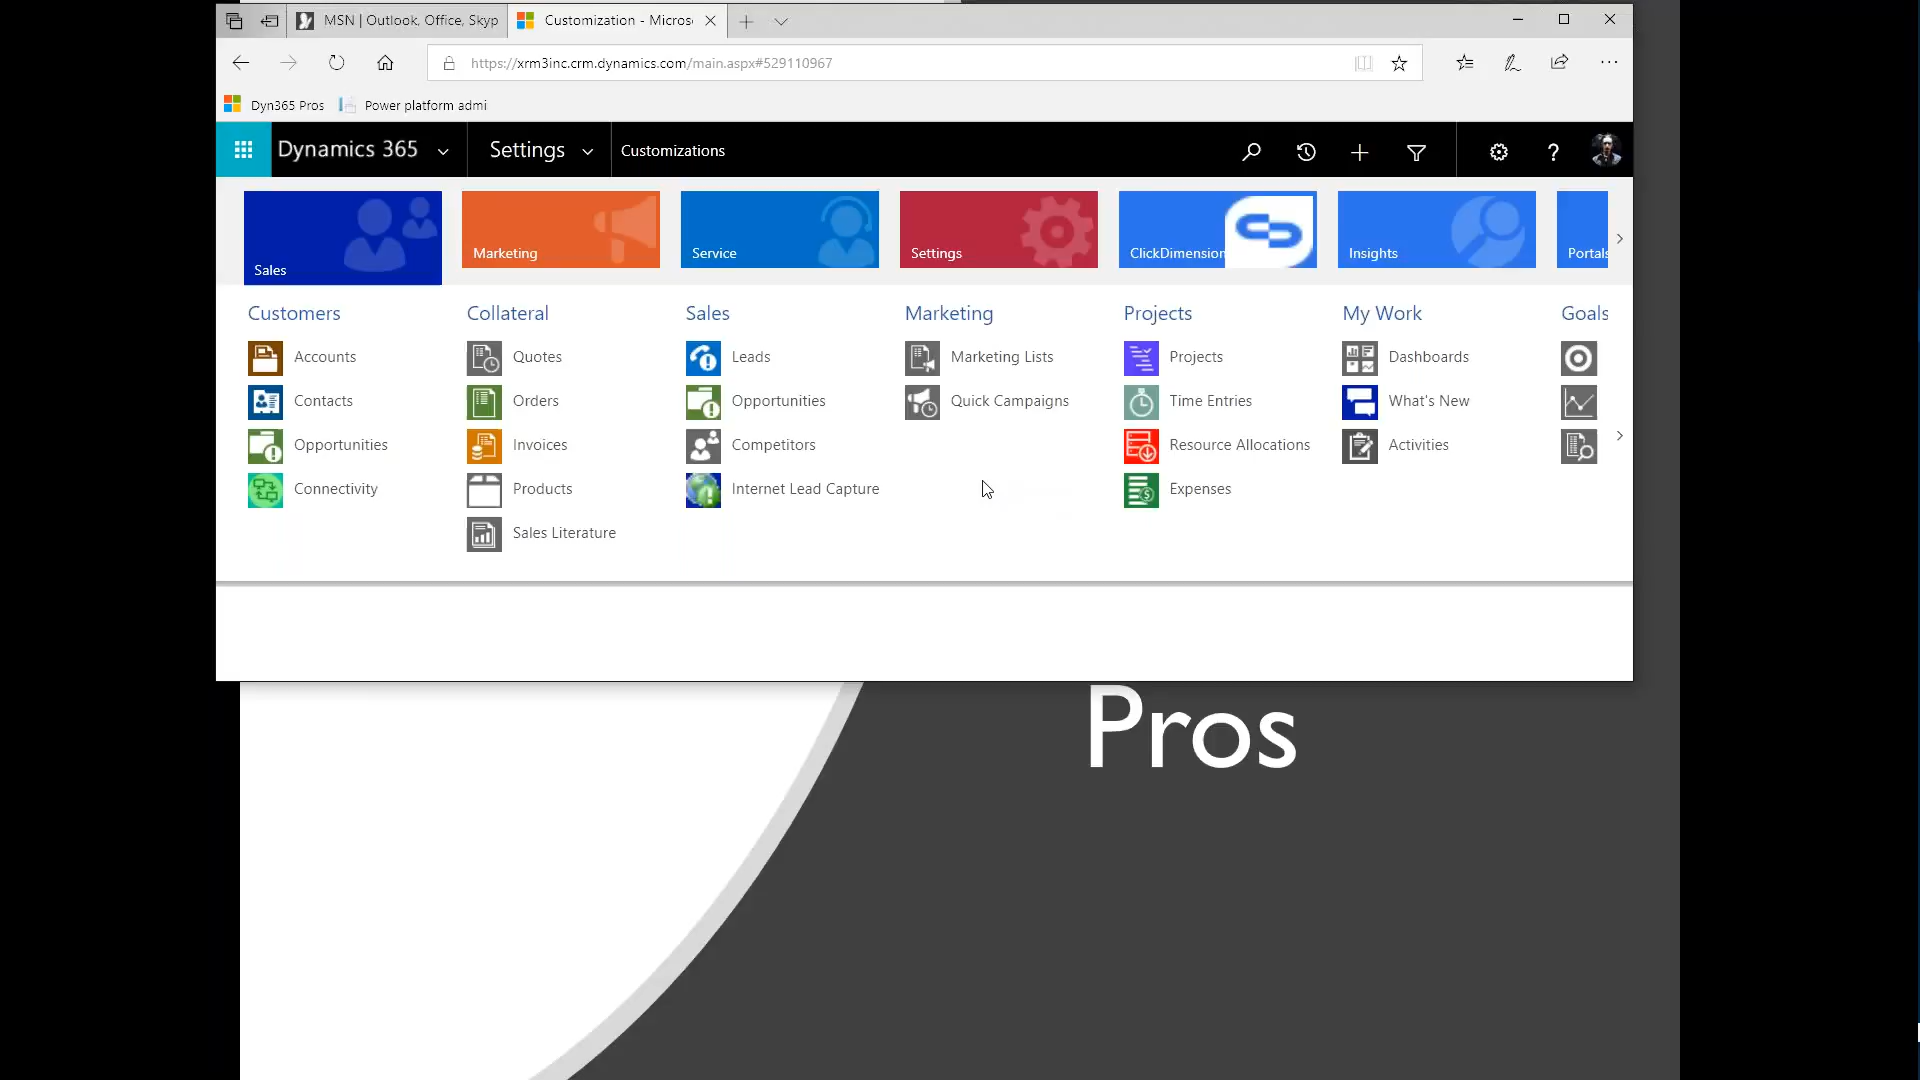 MSN | Outlook, Office, Skyp
Customization - Micros
https://xrm3inc.crm.dynamics.com/main.aspx#529110967
Dyn365 Pros
Power platform admi
Dynamics 365
Settings
Customizations
Sales
Marketing
Service
Settings
ClickDimension
Insights
Portals
Customers
Accounts
Contacts
Opportunities
Connectivity
Collateral
Quotes
Orders
Invoices
Products
Sales Literature
Sales
Leads
Opportunities
Competitors
Internet Lead Capture
Marketing
Marketing Lists
Quick Campaigns
Projects
Projects
Time Entries
Resource Allocations
Expenses
My Work
Dashboards
What's New
Activities
Goals
Pros